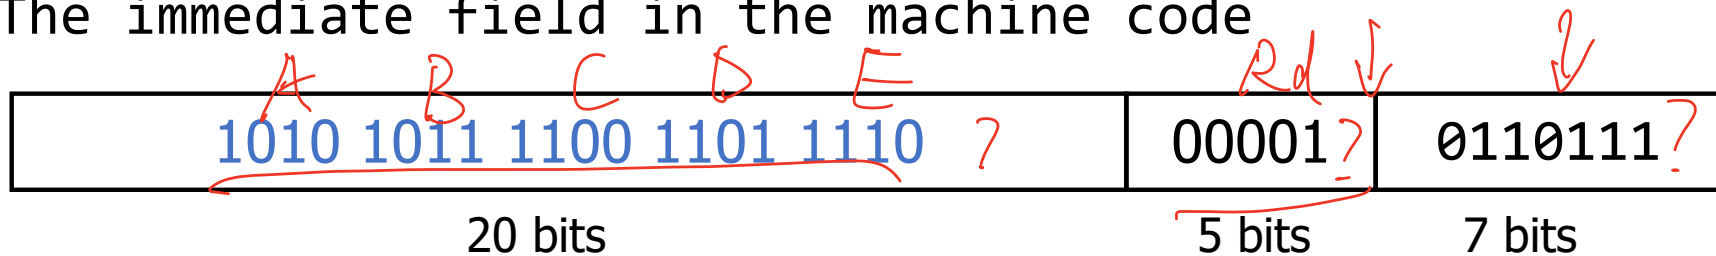 The immediate field in the machine code
A B C D E Rd ?
1010 1011 1100 1101 1110 ? 00001 ? 0110111 ?
20 bits 5 bits 7 bits